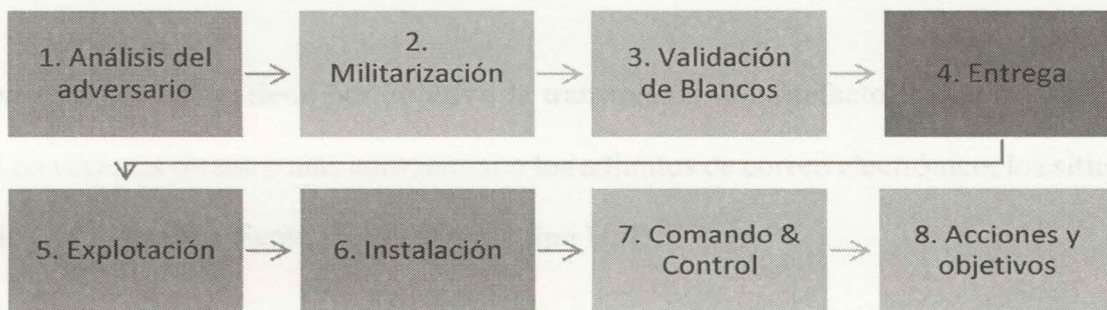 1. Análisis del
adversario
2.
Militarización
3. Validación
de Blancos
4. Entrega
5. Explotación
6. Instalación
7. Comando &
Control
8. Acciones y
objetivos